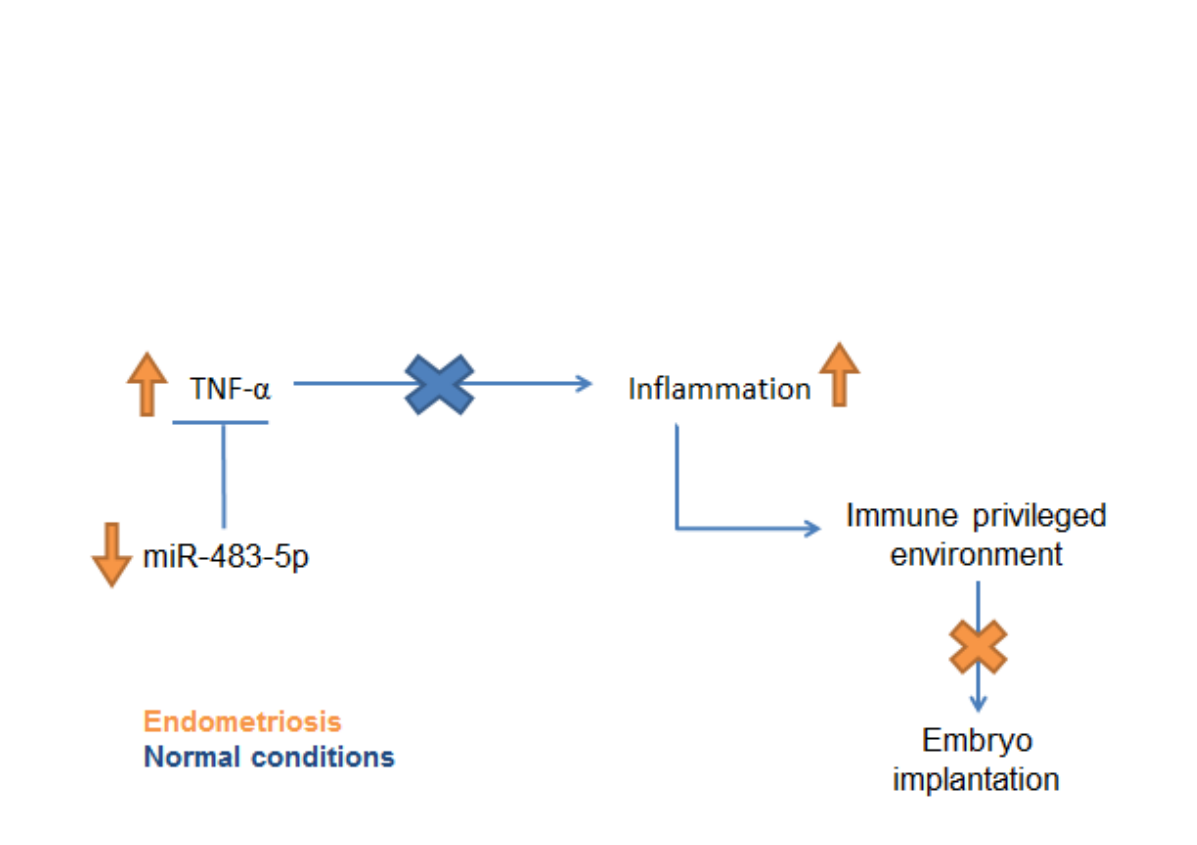 TNF-α
Inflammation
miR-483-5p
Immune privileged
environment
Endometriosis
Normal conditions
Embryo
implantation